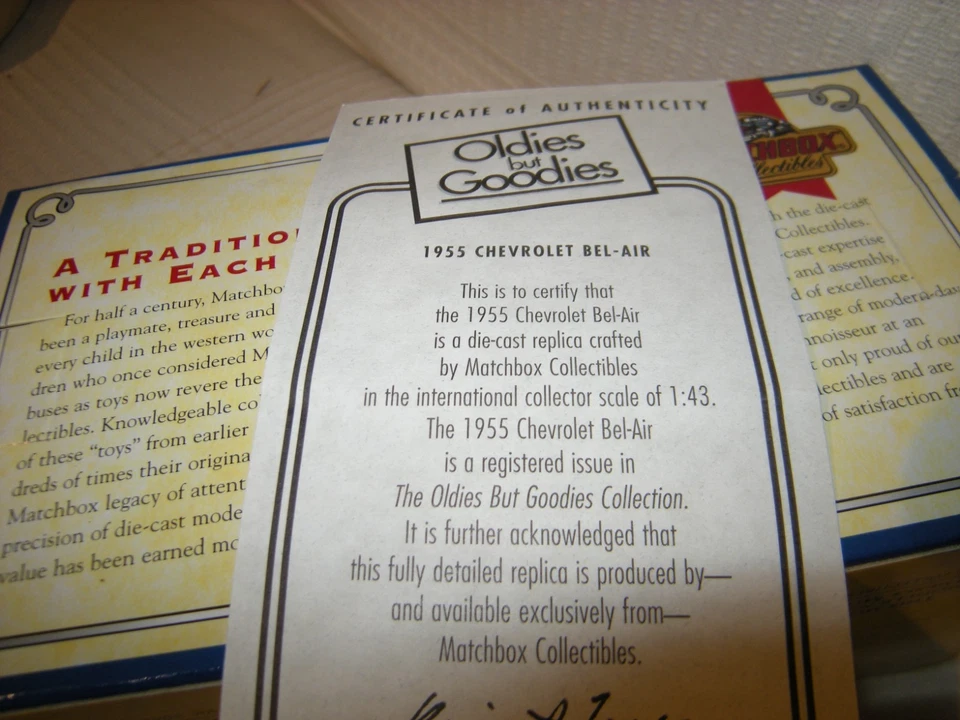 CERTIFICATE of AUTHENTICITY
Oldies
but
Goodies
1955 CHEVROLET BEL-AIR
This is to certify that
the 1955 Chevrolet Bel-Air
is a die-cast replica crafted
by Matchbox Collectibles
in the international collector scale of 1:43.
The 1955 Chevrolet Bel-Air
is a registered issue in
The Oldies But Goodies Collection.
It is further acknowledged that
this fully detailed replica is produced by—
and available exclusively from—
Matchbox Collectibles.
A TRADITIO
WITH EACH
For half a century, Matchbo
been a playmate, treasure and
every child in the western wo
dren who once considered M
buses as toys now revere the
lectibles. Knowledgeable co
of these “toys” from earlier
dreds of times their origina
Matchbox legacy of attent
precision of die-cast mode
value has been earned mo
CHBOX
lectibles
h the die-cast
Collectibles.
-cast expertise
, and assembly,
d of excellence.
range of modern-day
nnoisseur at an
t only proud of our
lectibles and are
of satisfaction fr